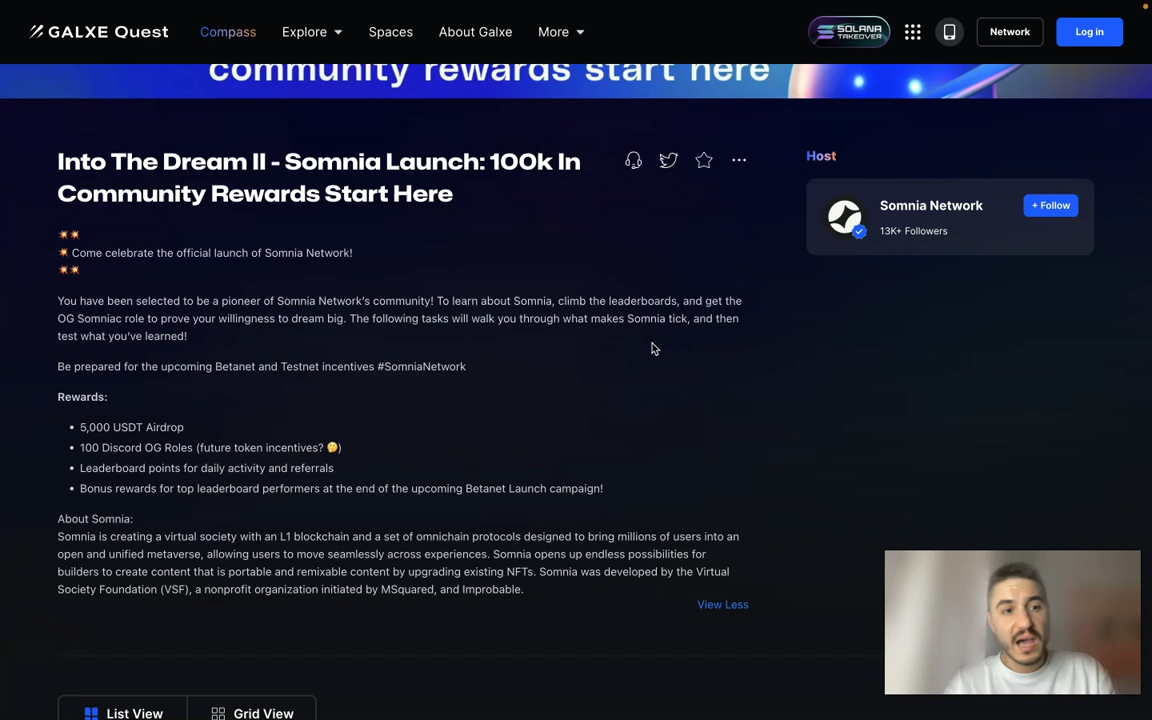 GALXE Quest
Compass
Explore
Spaces
About Galxe
More
SOLANA
TAKEOVER
Network
Log in
community rewards start here
Into The Dream II - Somnia Launch: 100k In
Community Rewards Start Here
Host
Somnia Network
+ Follow
13K+ Followers
💥💥
💥 Come celebrate the official launch of Somnia Network!
💥💥
You have been selected to be a pioneer of Somnia Network's community! To learn about Somnia, climb the leaderboards, and get the
OG Somniac role to prove your willingness to dream big. The following tasks will walk you through what makes Somnia tick, and then
test what you've learned!
Be prepared for the upcoming Betanet and Testnet incentives #SomniaNetwork
Rewards:
• 5,000 USDT Airdrop
• 100 Discord OG Roles (future token incentives? 🤔)
• Leaderboard points for daily activity and referrals
• Bonus rewards for top leaderboard performers at the end of the upcoming Betanet Launch campaign!
About Somnia:
Somnia is creating a virtual society with an L1 blockchain and a set of omnichain protocols designed to bring millions of users into an
open and unified metaverse, allowing users to move seamlessly across experiences. Somnia opens up endless possibilities for
builders to create content that is portable and remixable content by upgrading existing NFTs. Somnia was developed by the Virtual
Society Foundation (VSF), a nonprofit organization initiated by MSquared, and Improbable.
View Less
List View
Grid View